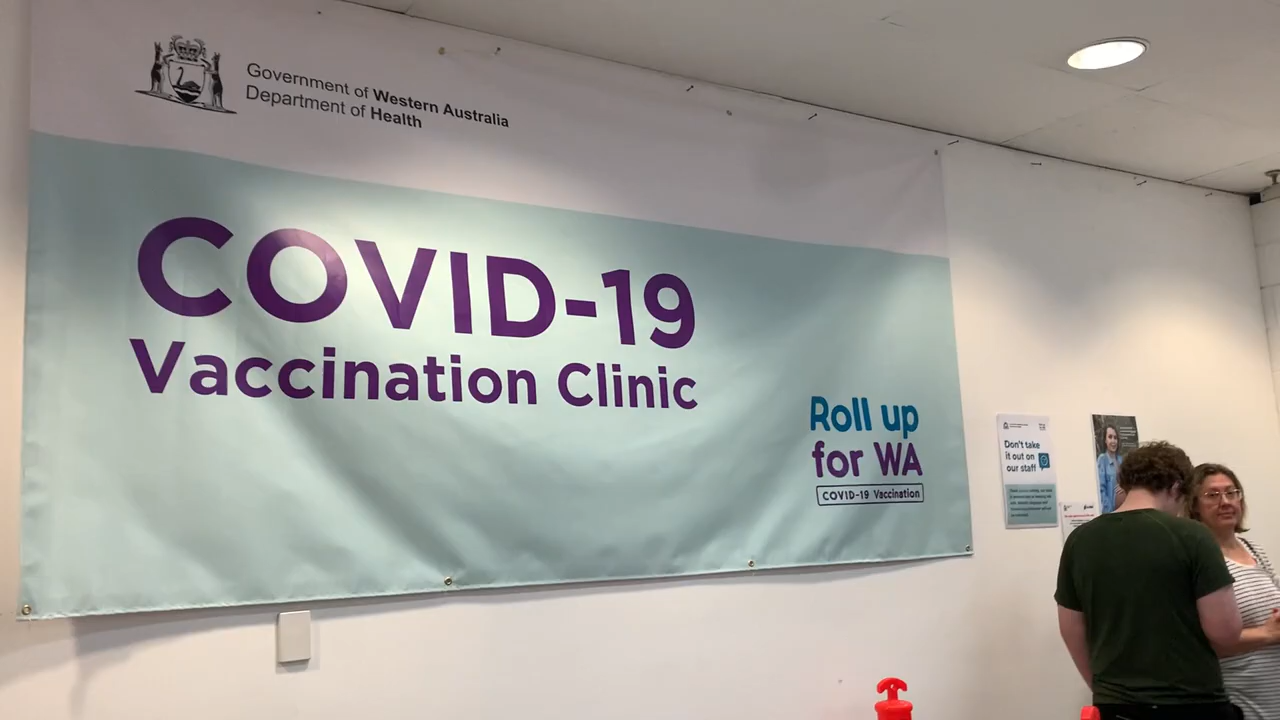 Government of Western Australia
Department of Health
COVID-19
Vaccination Clinic
Roll up
for WA
COVID-19 Vaccination
Don't take
it out on
our staff